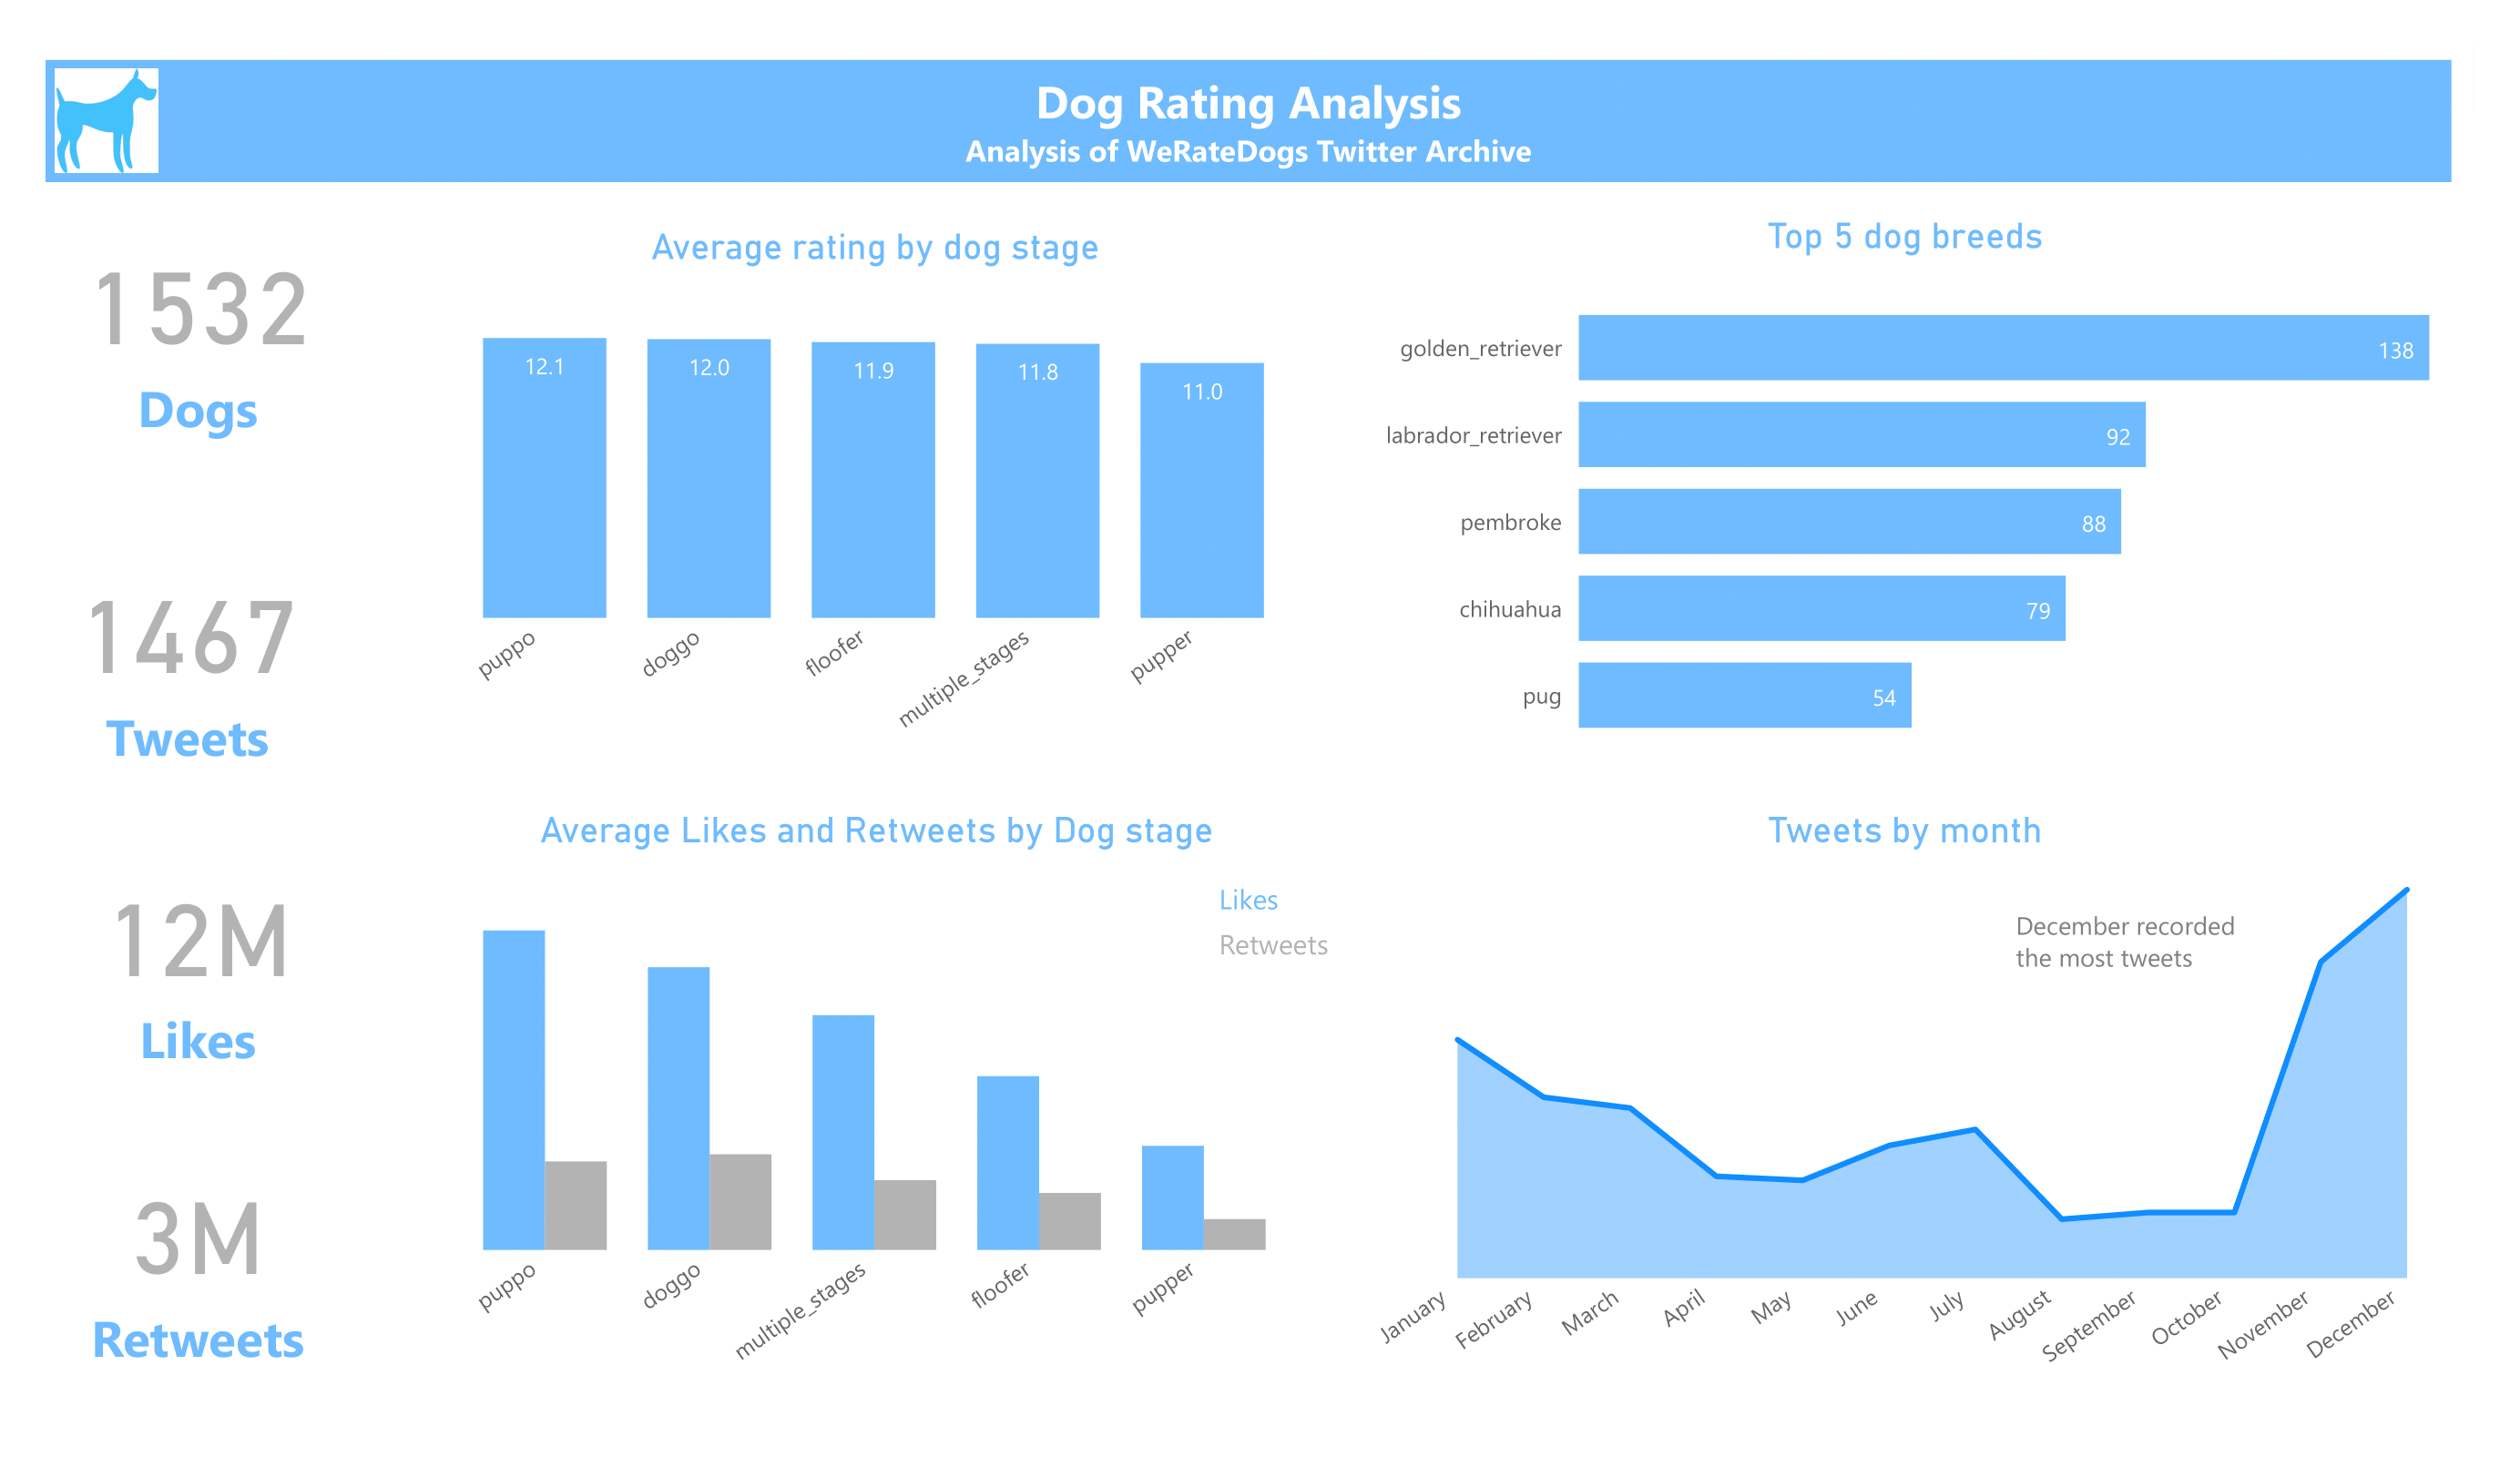 Dog Rating Analysis
Analysis of WeRateDogs Twitter Archive
1532
Dogs
1467
Tweets
12M
Likes
3M
Retweets
Average rating by dog stage
12.1
12.0
11.9
11.8
11.0
puppo
doggo
floofer
multiple_stages
pupper
Top 5 dog breeds
golden_retriever
138
labrador_retriever
92
pembroke
88
chihuahua
79
pug
54
Average Likes and Retweets by Dog stage
Likes
Retweets
puppo
doggo
multiple_stages
floofer
pupper
Tweets by month
December recorded
the most tweets
January
February
March
April
May
June
July
August
September
October
November
December